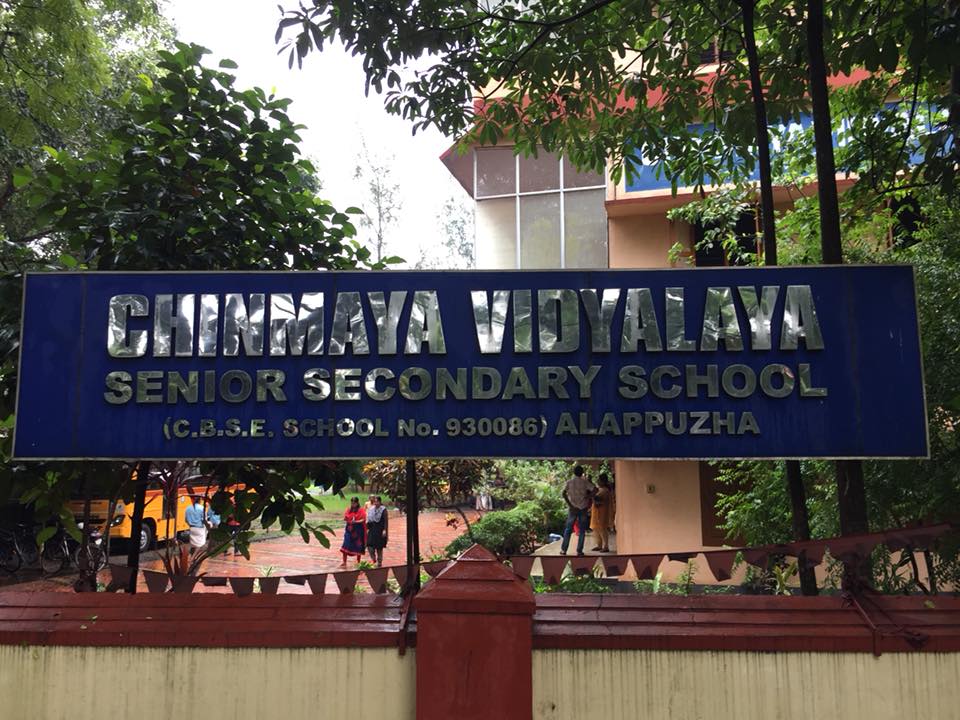 CHINMAYA VIDYALAYA
SENIOR SECONDARY SCHOOL
(C.B.S.E. SCHOOL No. 930086) ALAPPUZHA